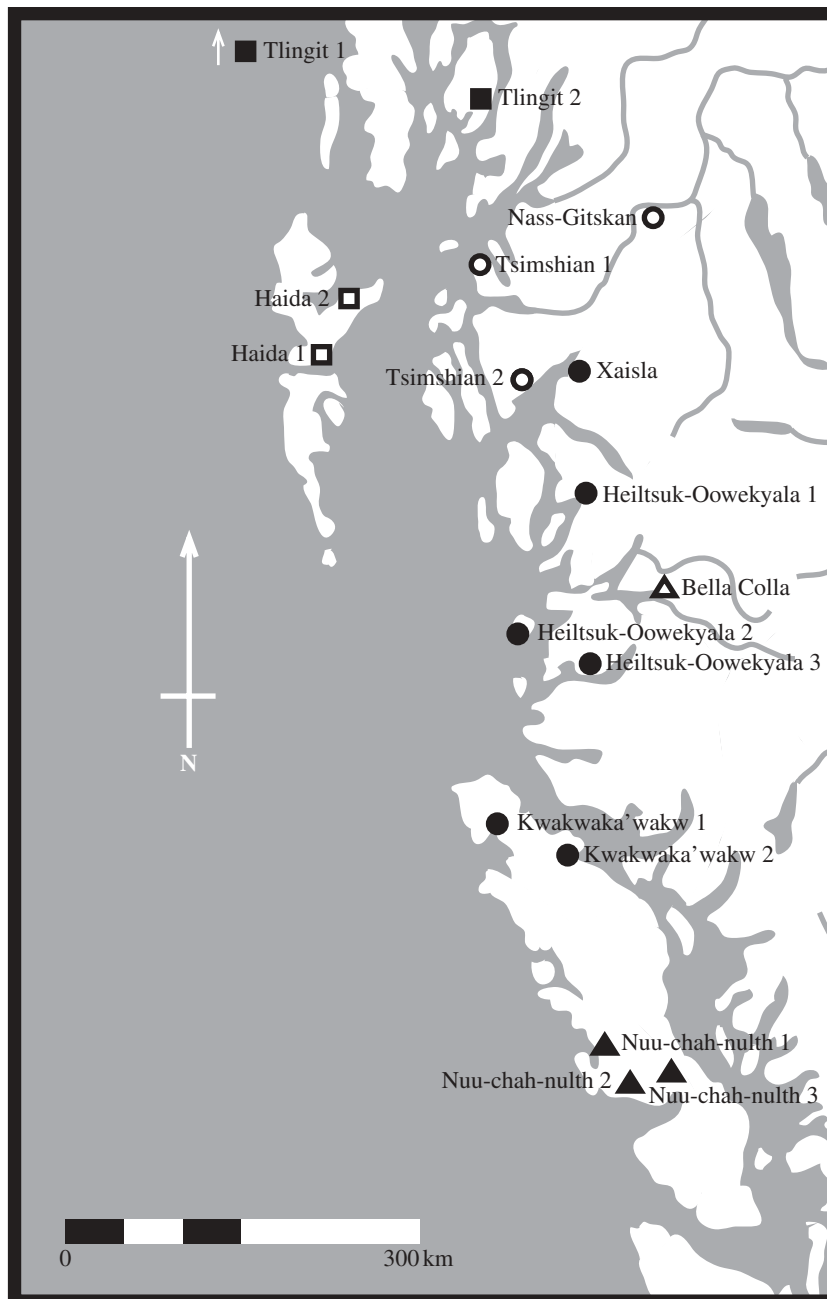 Tlingit 1
Tlingit 2
Nass-Gitskan
Tsimshian 1
Haida 2
Haida 1
Tsimshian 2
Xaisla
Heiltsuk-Oowekyala 1
Bella Colla
Heiltsuk-Oowekyala 2
Heiltsuk-Oowekyala 3
N
Kwakwaka’wakw 1
Kwakwaka’wakw 2
Nuu-chah-nulth 1
Nuu-chah-nulth 2
Nuu-chah-nulth 3
0 300 km